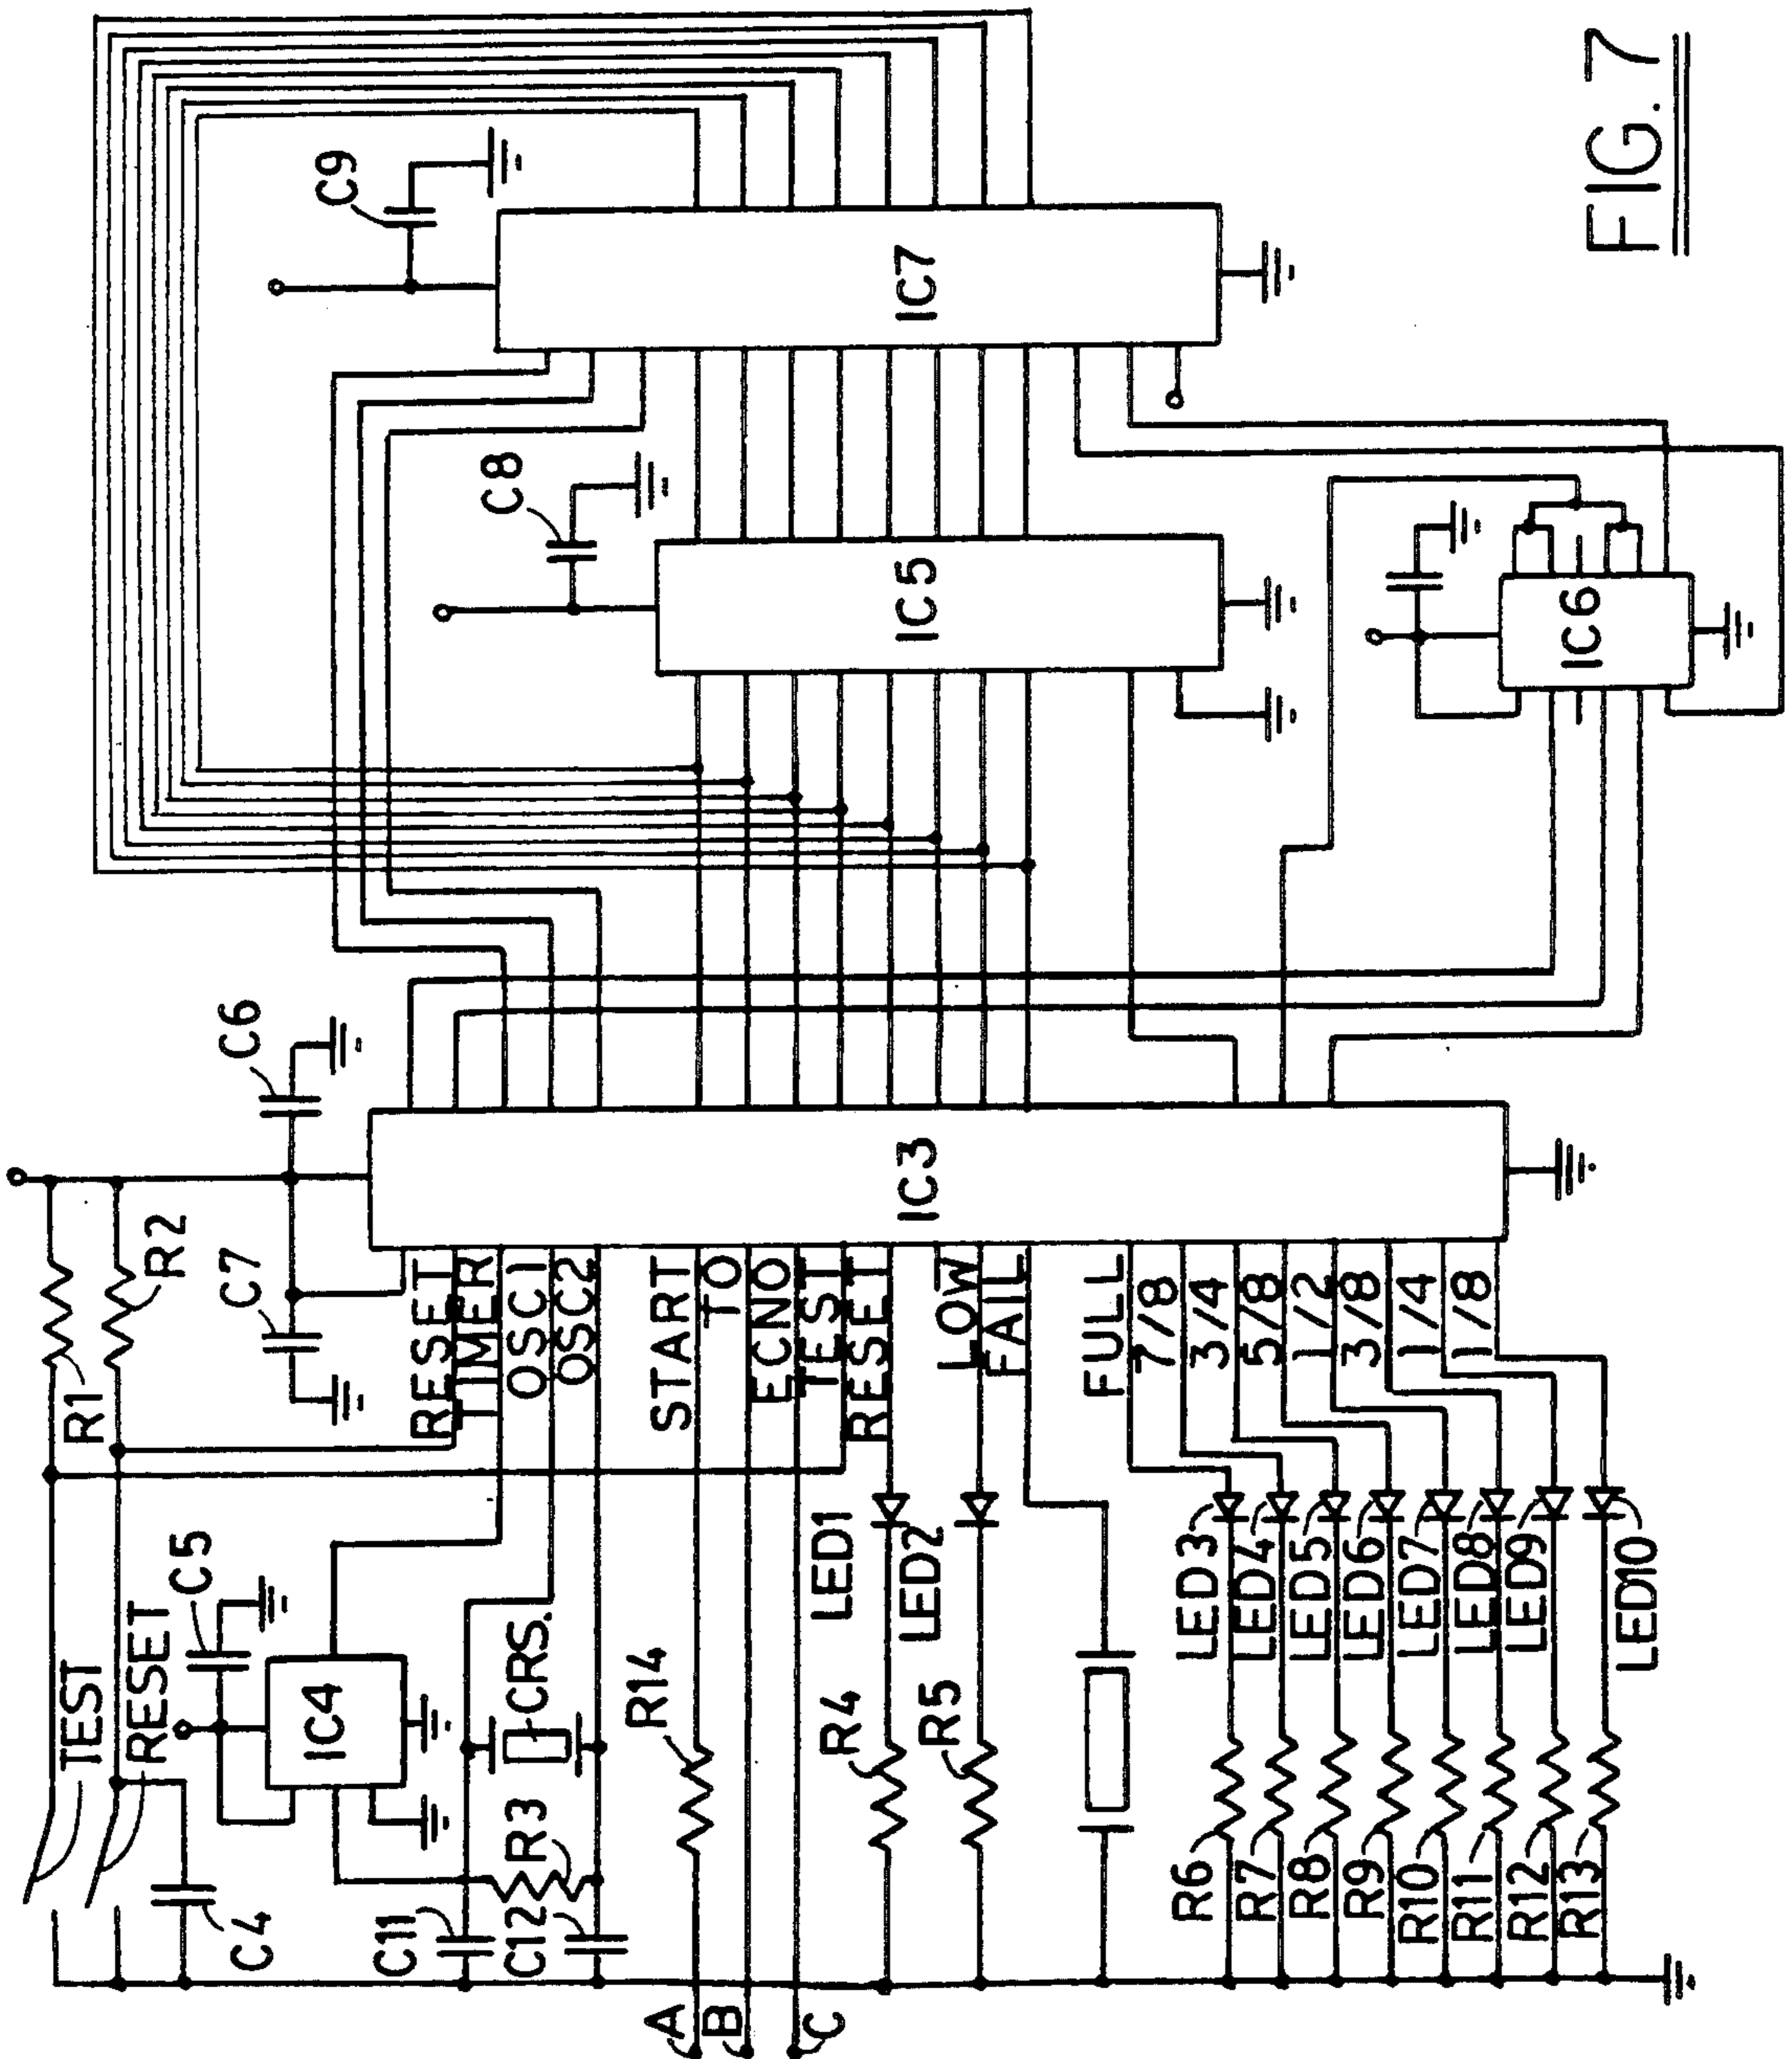 FIG. 7
C9
IC7
C8
IC5
IC6
C6
IC3
C7
R1
R2
RESET
TIMER
OSC1
OSC2
START
TO
ECNO
TEST
RESET
LOW
FAIL
FULL
7/8
3/4
5/8
1/2
3/8
1/4
1/8
TEST
RESET
C5
IC4
C4
CRS.
R3
C11
C12
R14
LED1
LED2
R4
R5
LED3
LED4
LED5
LED6
LED7
LED8
LED9
LED10
R6
R7
R8
R9
R10
R11
R12
R13
A
B
C